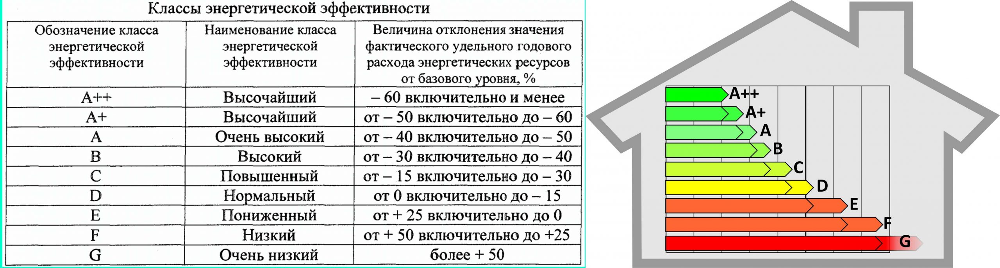 Классы энергетической эффективности
Обозначение класса
энергетической
эффективности
Наименование класса
энергетической
эффективности
Величина отклонения значения
фактического удельного годового
расхода энергетических ресурсов
от базового уровня, %
A++ Высочайший – 60 включительно и менее
A+ Высочайший от – 50 включительно до – 60
A Очень высокий от – 40 включительно до – 50
B Высокий от – 30 включительно до – 40
C Повышенный от – 15 включительно до – 30
D Нормальный от 0 включительно до – 15
E Пониженный от + 25 включительно до 0
F Низкий от + 50 включительно до +25
G Очень низкий более + 50
A++
A+
A
B
C
D
E
F
G